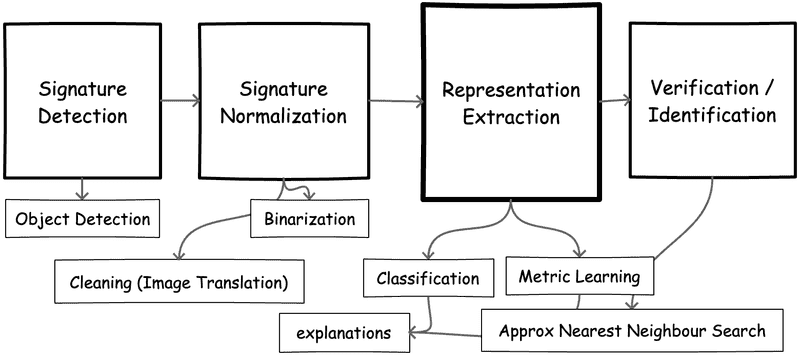 Signature
Detection
Signature
Normalization
Representation
Extraction
Verification /
Identification
Object Detection
Binarization
Cleaning (Image Translation)
Classification
Metric Learning
explanations
Approx Nearest Neighbour Search